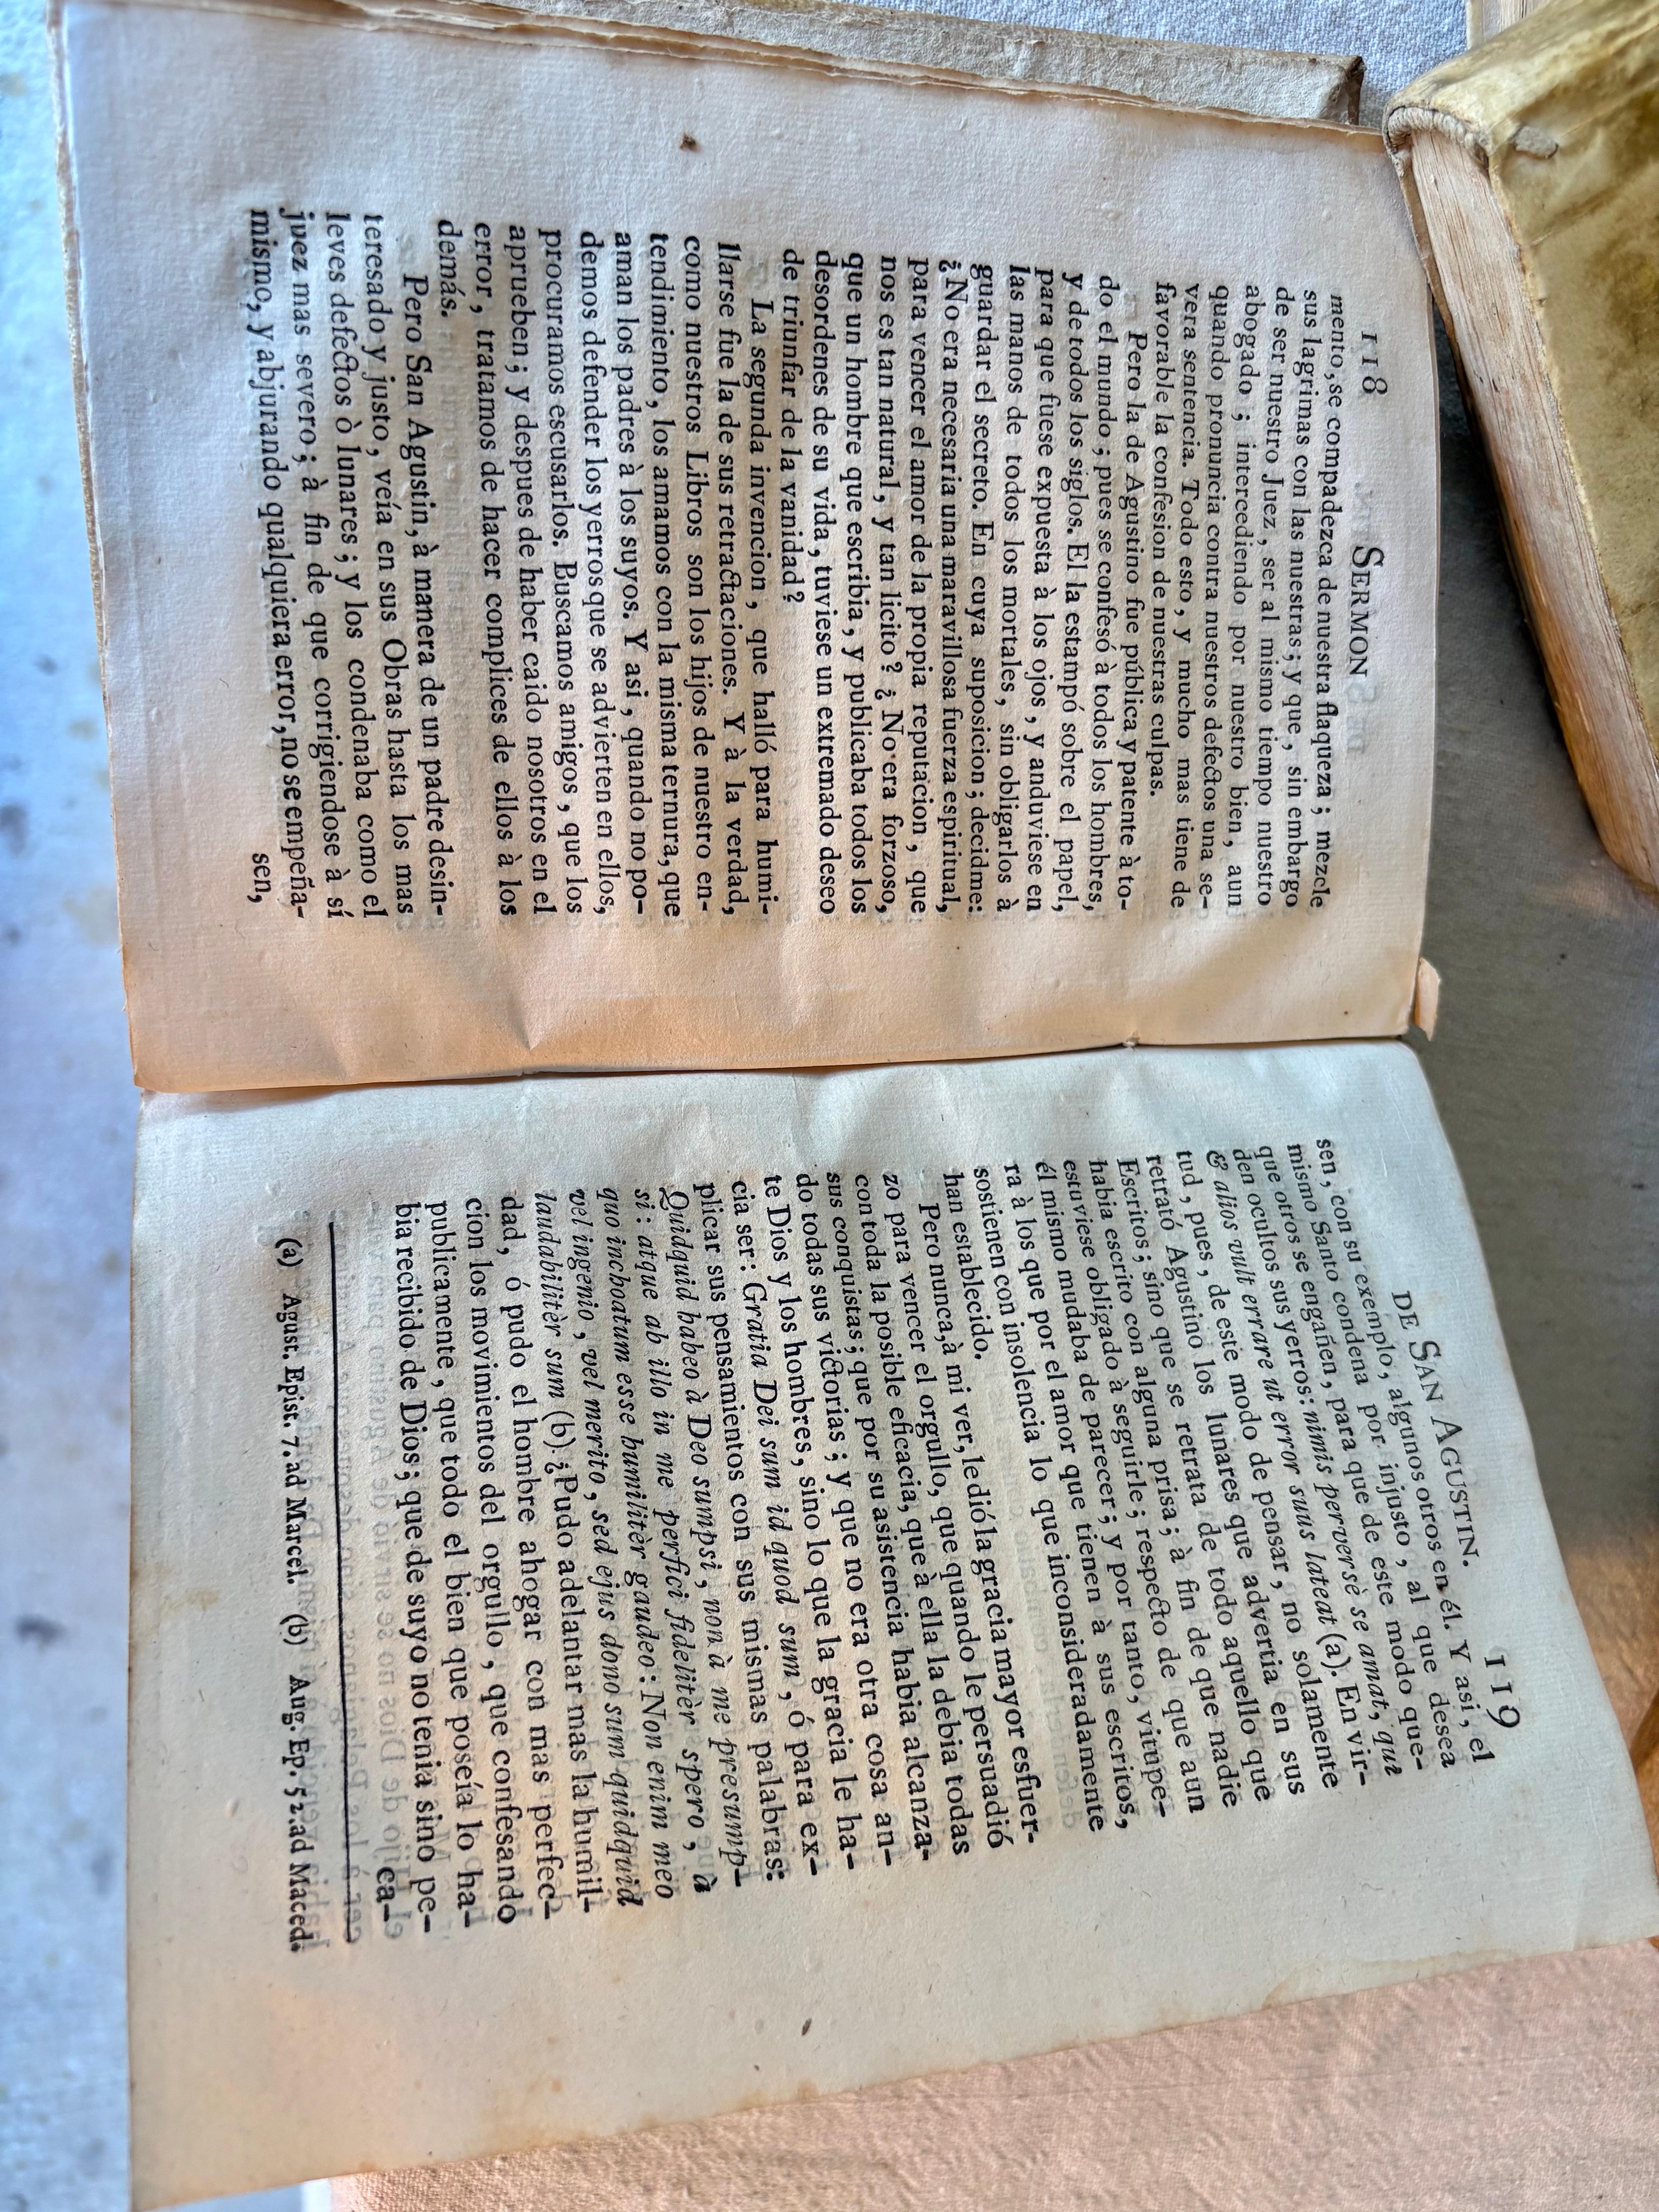 118 SERMON
mento, se compadezca de nuestra flaqueza; mezcle
sus lagrimas con las nuestras; y que, sin embargo
de ser nuestro Juez, ser al mismo tiempo nuestro
abogado; intercediendo por nuestro bien, aun
quando pronuncia contra nuestros defectos una se-
vera sentencia. Todo esto, y mucho mas tiene de
favorable la confesion de nuestras culpas.
Pero la de Agustino fue pública y patente à to-
do el mundo; pues se confesó à todos los hombres,
y de todos los siglos. El la estampó sobre el papel,
para que fuese expuesta à los ojos, y anduviese en
las manos de todos los mortales, sin obligarlos à
guardar el secreto. En cuya suposicion; decidme:
¿No era necesaria una maravillosa fuerza espiritual,
para vencer el amor de la propia reputacion, que
nos es tan natural, y tan licito? ¿No era forzoso,
que un hombre que escribia, y publicaba todos los
desordenes de su vida, tuviese un extremado deseo
de triunfar de la vanidad?
La segunda invencion, que halló para humi-
llarse fue la de sus retractaciones. Y à la verdad,
como nuestros Libros son los hijos de nuestro en-
tendimiento, los amamos con la misma ternura, que
aman los padres à los suyos. Y asi, quando no po-
demos defender los yerros que se advierten en ellos,
procuramos escusarlos. Buscamos amigos, que los
aprueben; y despues de haber caido nosotros en el
error, tratamos de hacer complices de ellos à los
demás.
Pero San Agustin, à manera de un padre desin-
teresado y justo, veía en sus Obras hasta los mas
leves defectos ò lunares; y los condenaba como el
juez mas severo; à fin de que corrigiendose à sí
mismo, y abjurando qualquiera error, no se empeña-
sen,
DE SAN AGUSTIN. 119
sen, con su exemplo, algunos otros en él. Y asi, el
mismo Santo condena por injusto, al que desea
que otros se engañen, para que de este modo que-
den ocultos sus yerros: nimis perversè se amat, qui
& alios vult errare ut error suus lateat (a). En vir-
tud, pues, de este modo de pensar, no solamente
retrató Agustino los lunares que advertia en sus
Escritos; sino que se retrata de todo aquello que
habia escrito con alguna prisa; à fin de que nadie
estuviese obligado à seguirle; respecto de que aun
él mismo mudaba de parecer; y por tanto, vitupe-
ra à los que por el amor que tienen à sus escritos,
sostienen con insolencia lo que inconsideradamente
han establecido.
Pero nunca, à mi ver, le dió la gracia mayor esfuer-
zo para vencer el orgullo, que quando le persuadió
con toda la posible eficacia, que à ella la debia todas
sus conquistas; que por su asistencia habia alcanza-
do todas sus victorias; y que no era otra cosa an-
te Dios y los hombres, sino lo que la gracia le ha-
cia ser: Gratia Dei sum id quod sum, ó para ex-
plicar sus pensamientos con sus mismas palabras:
Quidquid habeo à Deo sumpsi, non à me presump-
si: atque ab illo in me perfici fidelitèr spero, à
quo inchoatum esse humilitèr gaudeo: Non enim meo
vel ingenio, vel merito, sed ejus dono sum quidquid
laudabilitèr sum (b). ¿Pudo adelantar mas la humil-
dad, ó pudo el hombre ahogar con mas perfec-
cion los movimientos del orgullo, que confesando
publicamente, que todo el bien que poseía lo ha-
bia recibido de Dios; que de suyo no tenia sino pe-
ca-
(a) Agust. Epist. 7. ad Marcel. (b) Aug. Ep. 52. ad Maced.